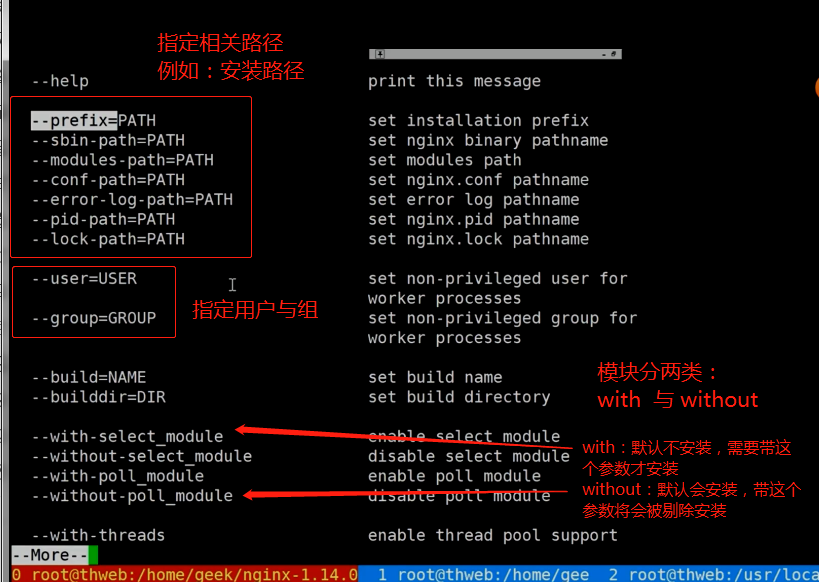 指定相关路径
例如：安装路径
--help print this message
--prefix=PATH set installation prefix
--sbin-path=PATH set nginx binary pathname
--modules-path=PATH set modules path
--conf-path=PATH set nginx.conf pathname
--error-log-path=PATH set error log pathname
--pid-path=PATH set nginx.pid pathname
--lock-path=PATH set nginx.lock pathname
--user=USER set non-privileged user for
worker processes
指定用户与组
--group=GROUP set non-privileged group for
worker processes
--build=NAME set build name
--builddir=DIR set build directory
模块分两类：
with 与 without
--with-select_module enable select module
--without-select_module disable select module
--with-poll_module enable poll module
--without-poll_module disable poll module
with：默认不安装，需要带这
个参数才安装
without：默认会安装，带这个
参数将会被剔除安装
--with-threads enable thread pool support
--More--
0 root@thweb:/home/geek/nginx-1.14.0 1 root@thweb:/home/gee 2 root@thweb:/usr/loca